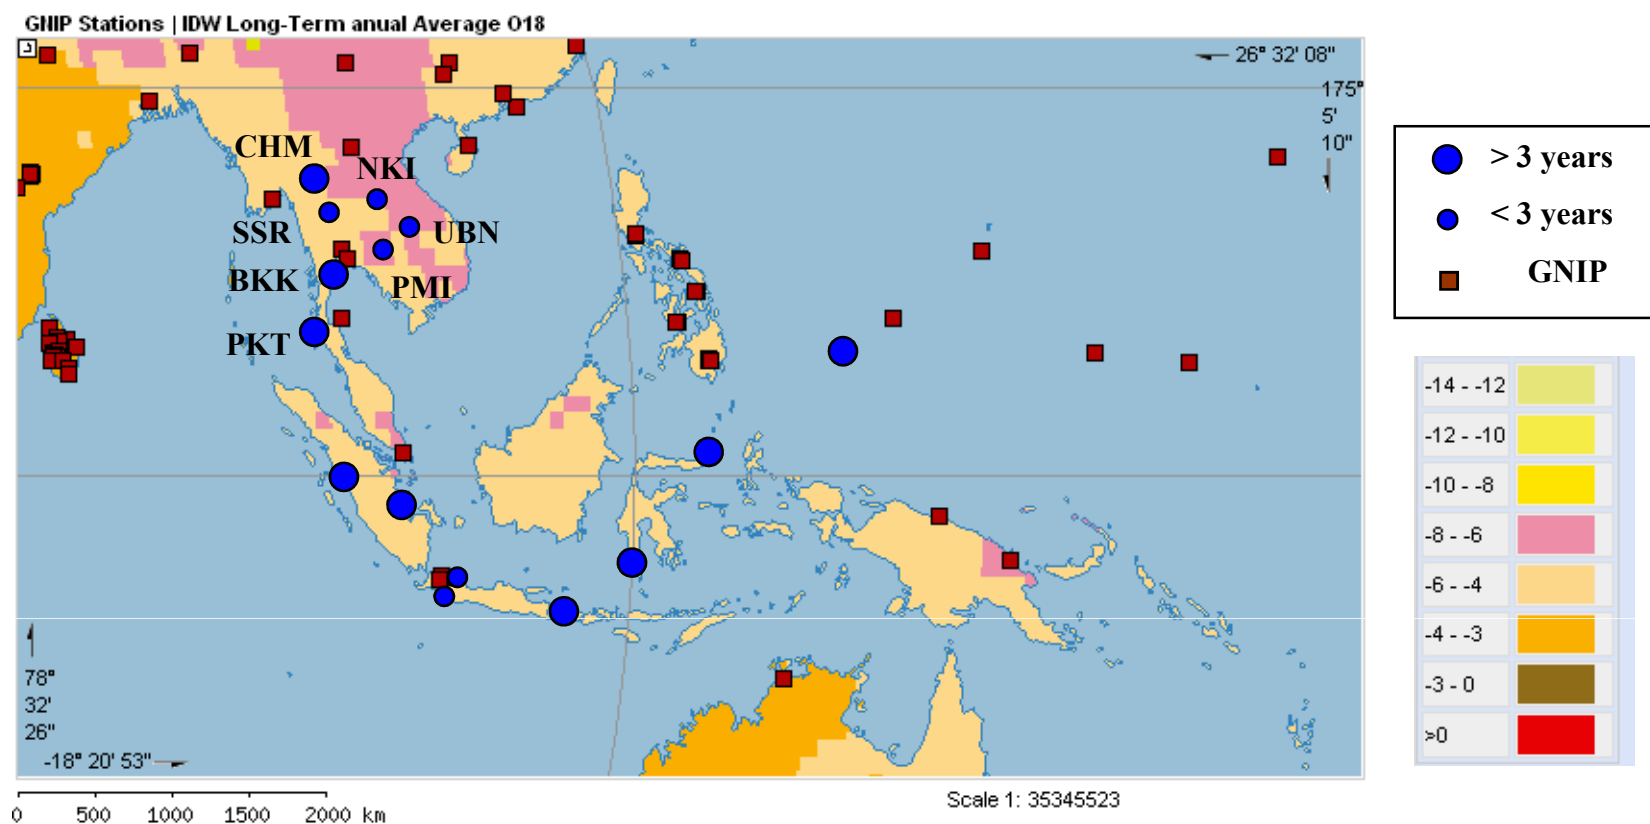 GNIP Stations | IDW Long-Term anual Average O18
26° 32' 08"
175°
5'
10"
CHM
NKI
SSR
UBN
BKK
PMI
PKT
78°
32'
26"
-18° 20' 53"
0 500 1000 1500 2000 km
Scale 1: 35345523
> 3 years
< 3 years
GNIP
-14 - -12
-12 - -10
-10 - -8
-8 - -6
-6 - -4
-4 - -3
-3 - 0
>0